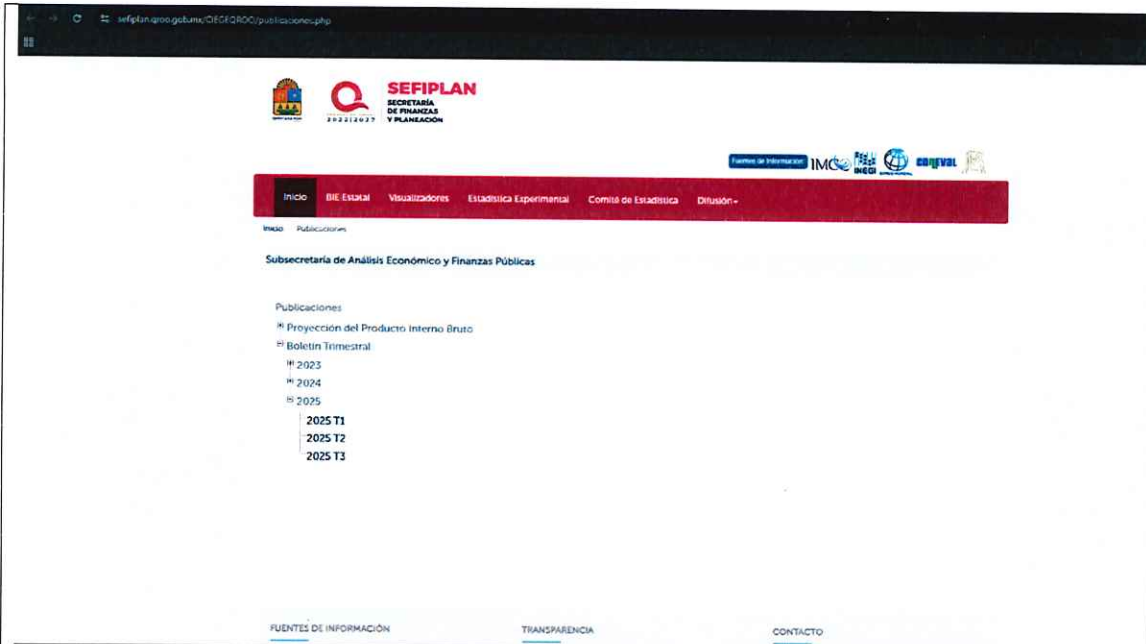 sefiplan.qroo.gob.mx/CIEGEQROO/publicaciones.php
SEFIPLAN
SECRETARÍA
DE FINANZAS
Y PLANEACIÓN
2022|2027
Fuentes de Información
IMCO
INEGI
CONEVAL
Inicio BIE Estatal Visualizadores Estadística Experimental Comité de Estadística Difusión
Inicio Publicaciones
Subsecretaría de Análisis Económico y Finanzas Públicas
Publicaciones
Proyección del Producto Interno Bruto
Boletín Trimestral
2023
2024
2025
2025 T1
2025 T2
2025 T3
FUENTES DE INFORMACIÓN
TRANSPARENCIA
CONTACTO